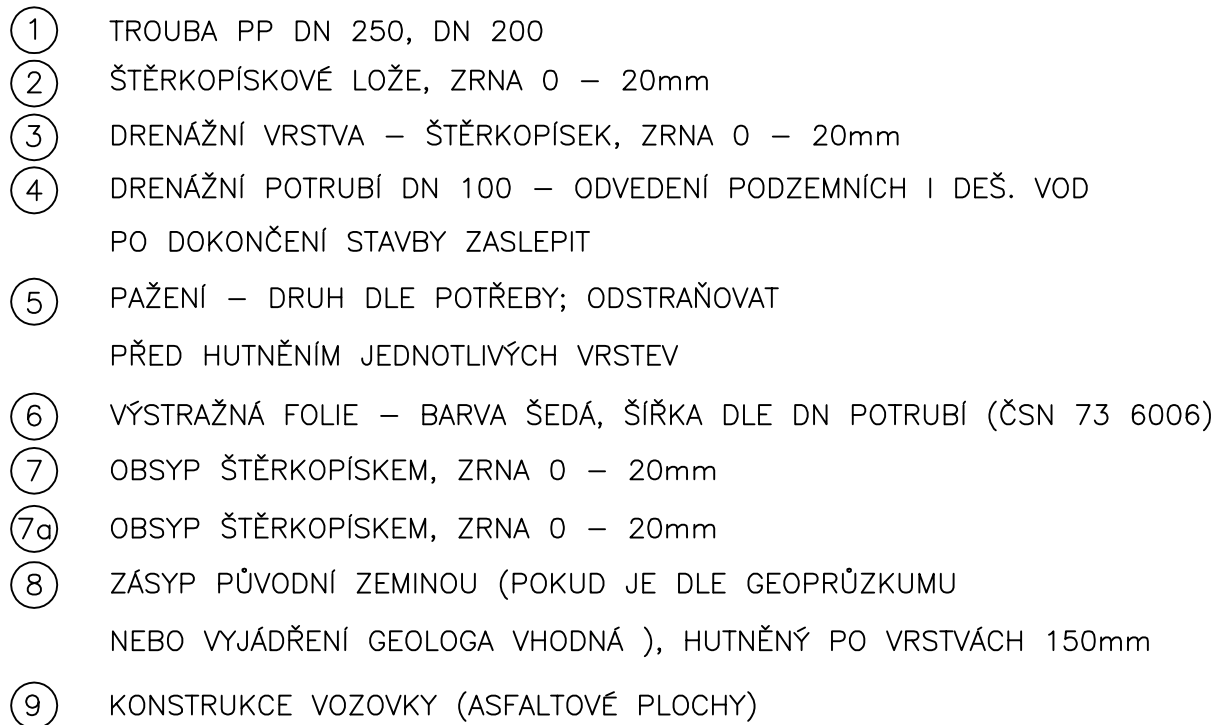 1 TROUBA PP DN 250, DN 200
2 ŠTĚRKOPÍSKOVÉ LOŽE, ZRNA 0 – 20mm
3 DRENÁŽNÍ VRSTVA – ŠTĚRKOPÍSEK, ZRNA 0 – 20mm
4 DRENÁŽNÍ POTRUBÍ DN 100 – ODVEDENÍ PODZEMNÍCH I DEŠ. VOD
PO DOKONČENÍ STAVBY ZASLEPIT
5 PAŽENÍ – DRUH DLE POTŘEBY; ODSTRAŇOVAT
PŘED HUTNĚNÍM JEDNOTLIVÝCH VRSTEV
6 VÝSTRAŽNÁ FOLIE – BARVA ŠEDÁ, ŠÍŘKA DLE DN POTRUBÍ (ČSN 73 6006)
7 OBSYP ŠTĚRKOPÍSKEM, ZRNA 0 – 20mm
7a OBSYP ŠTĚRKOPÍSKEM, ZRNA 0 – 20mm
8 ZÁSYP PŮVODNÍ ZEMINOU (POKUD JE DLE GEOPRŮZKUMU
NEBO VYJÁDŘENÍ GEOLOGA VHODNÁ ), HUTNĚNÝ PO VRSTVÁCH 150mm
9 KONSTRUKCE VOZOVKY (ASFALTOVÉ PLOCHY)